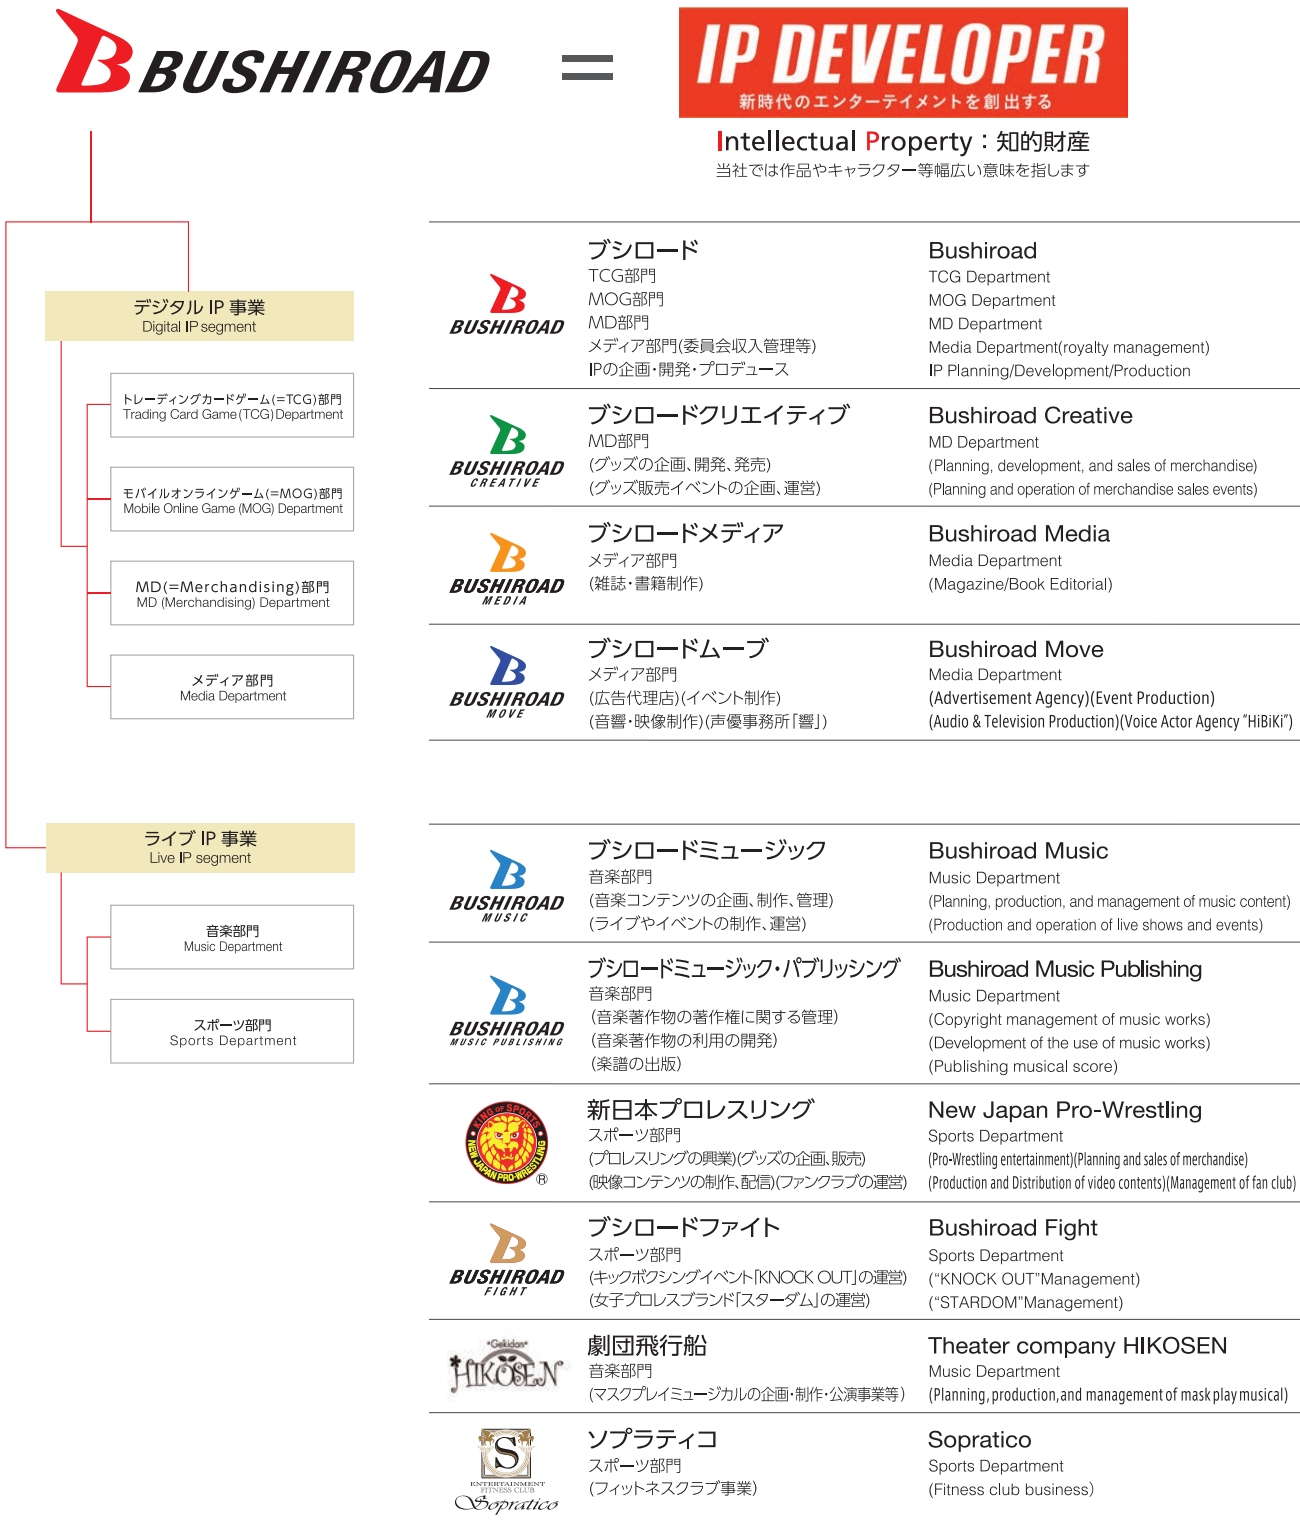 BUSHIROAD
=
IP DEVELOPER
新時代のエンターテイメントを創出する
Intellectual Property：知的財産
当社では作品やキャラクター等幅広い意味を指します
デジタル IP 事業
Digital IP segment
トレーディングカードゲーム(=TCG)部門
Trading Card Game (TCG) Department
モバイルオンラインゲーム(=MOG)部門
Mobile Online Game (MOG) Department
MD(=Merchandising)部門
MD (Merchandising) Department
メディア部門
Media Department
BUSHIROAD
ブシロード
TCG部門
MOG部門
MD部門
メディア部門(委員会収入管理等)
IPの企画・開発・プロデュース
Bushiroad
TCG Department
MOG Department
MD Department
Media Department(royalty management)
IP Planning/Development/Production
BUSHIROAD
CREATIVE
ブシロードクリエイティブ
MD部門
(グッズの企画、開発、発売)
(グッズ販売イベントの企画、運営)
Bushiroad Creative
MD Department
(Planning, development, and sales of merchandise)
(Planning and operation of merchandise sales events)
BUSHIROAD
MEDIA
ブシロードメディア
メディア部門
(雑誌・書籍制作)
Bushiroad Media
Media Department
(Magazine/Book Editorial)
BUSHIROAD
MOVE
ブシロードムーブ
メディア部門
(広告代理店)(イベント制作)
(音響・映像制作)(声優事務所「響」)
Bushiroad Move
Media Department
(Advertisement Agency)(Event Production)
(Audio & Television Production)(Voice Actor Agency "HiBiKi")
ライブ IP 事業
Live IP segment
音楽部門
Music Department
スポーツ部門
Sports Department
BUSHIROAD
MUSIC
ブシロードミュージック
音楽部門
(音楽コンテンツの企画、制作、管理)
(ライブやイベントの制作、運営)
Bushiroad Music
Music Department
(Planning, production, and management of music content)
(Production and operation of live shows and events)
BUSHIROAD
MUSIC PUBLISHING
ブシロードミュージック・パブリッシング
音楽部門
(音楽著作物の著作権に関する管理)
(音楽著作物の利用の開発)
(楽譜の出版)
Bushiroad Music Publishing
Music Department
(Copyright management of music works)
(Development of the use of music works)
(Publishing musical score)
KING OF SPORTS
NEW JAPAN PRO-WRESTLING
®
新日本プロレスリング
スポーツ部門
(プロレスリングの興業)(グッズの企画、販売)
(映像コンテンツの制作、配信)(ファンクラブの運営)
New Japan Pro-Wrestling
Sports Department
(Pro-Wrestling entertainment)(Planning and sales of merchandise)
(Production and Distribution of video contents)(Management of fan club)
BUSHIROAD
FIGHT
ブシロードファイト
スポーツ部門
(キックボクシングイベント「KNOCK OUT」の運営)
(女子プロレスブランド「スターダム」の運営)
Bushiroad Fight
Sports Department
(“KNOCK OUT”Management)
(“STARDOM”Management)
Gekidan
HIKOSEN
劇団飛行船
音楽部門
(マスクプレイミュージカルの企画・制作・公演事業等)
Theater company HIKOSEN
Music Department
(Planning, production, and management of mask play musical)
S
ENTERTAINMENT
FITNESS CLUB
Sopratico
ソプラティコ
スポーツ部門
(フィットネスクラブ事業)
Sopratico
Sports Department
(Fitness club business)